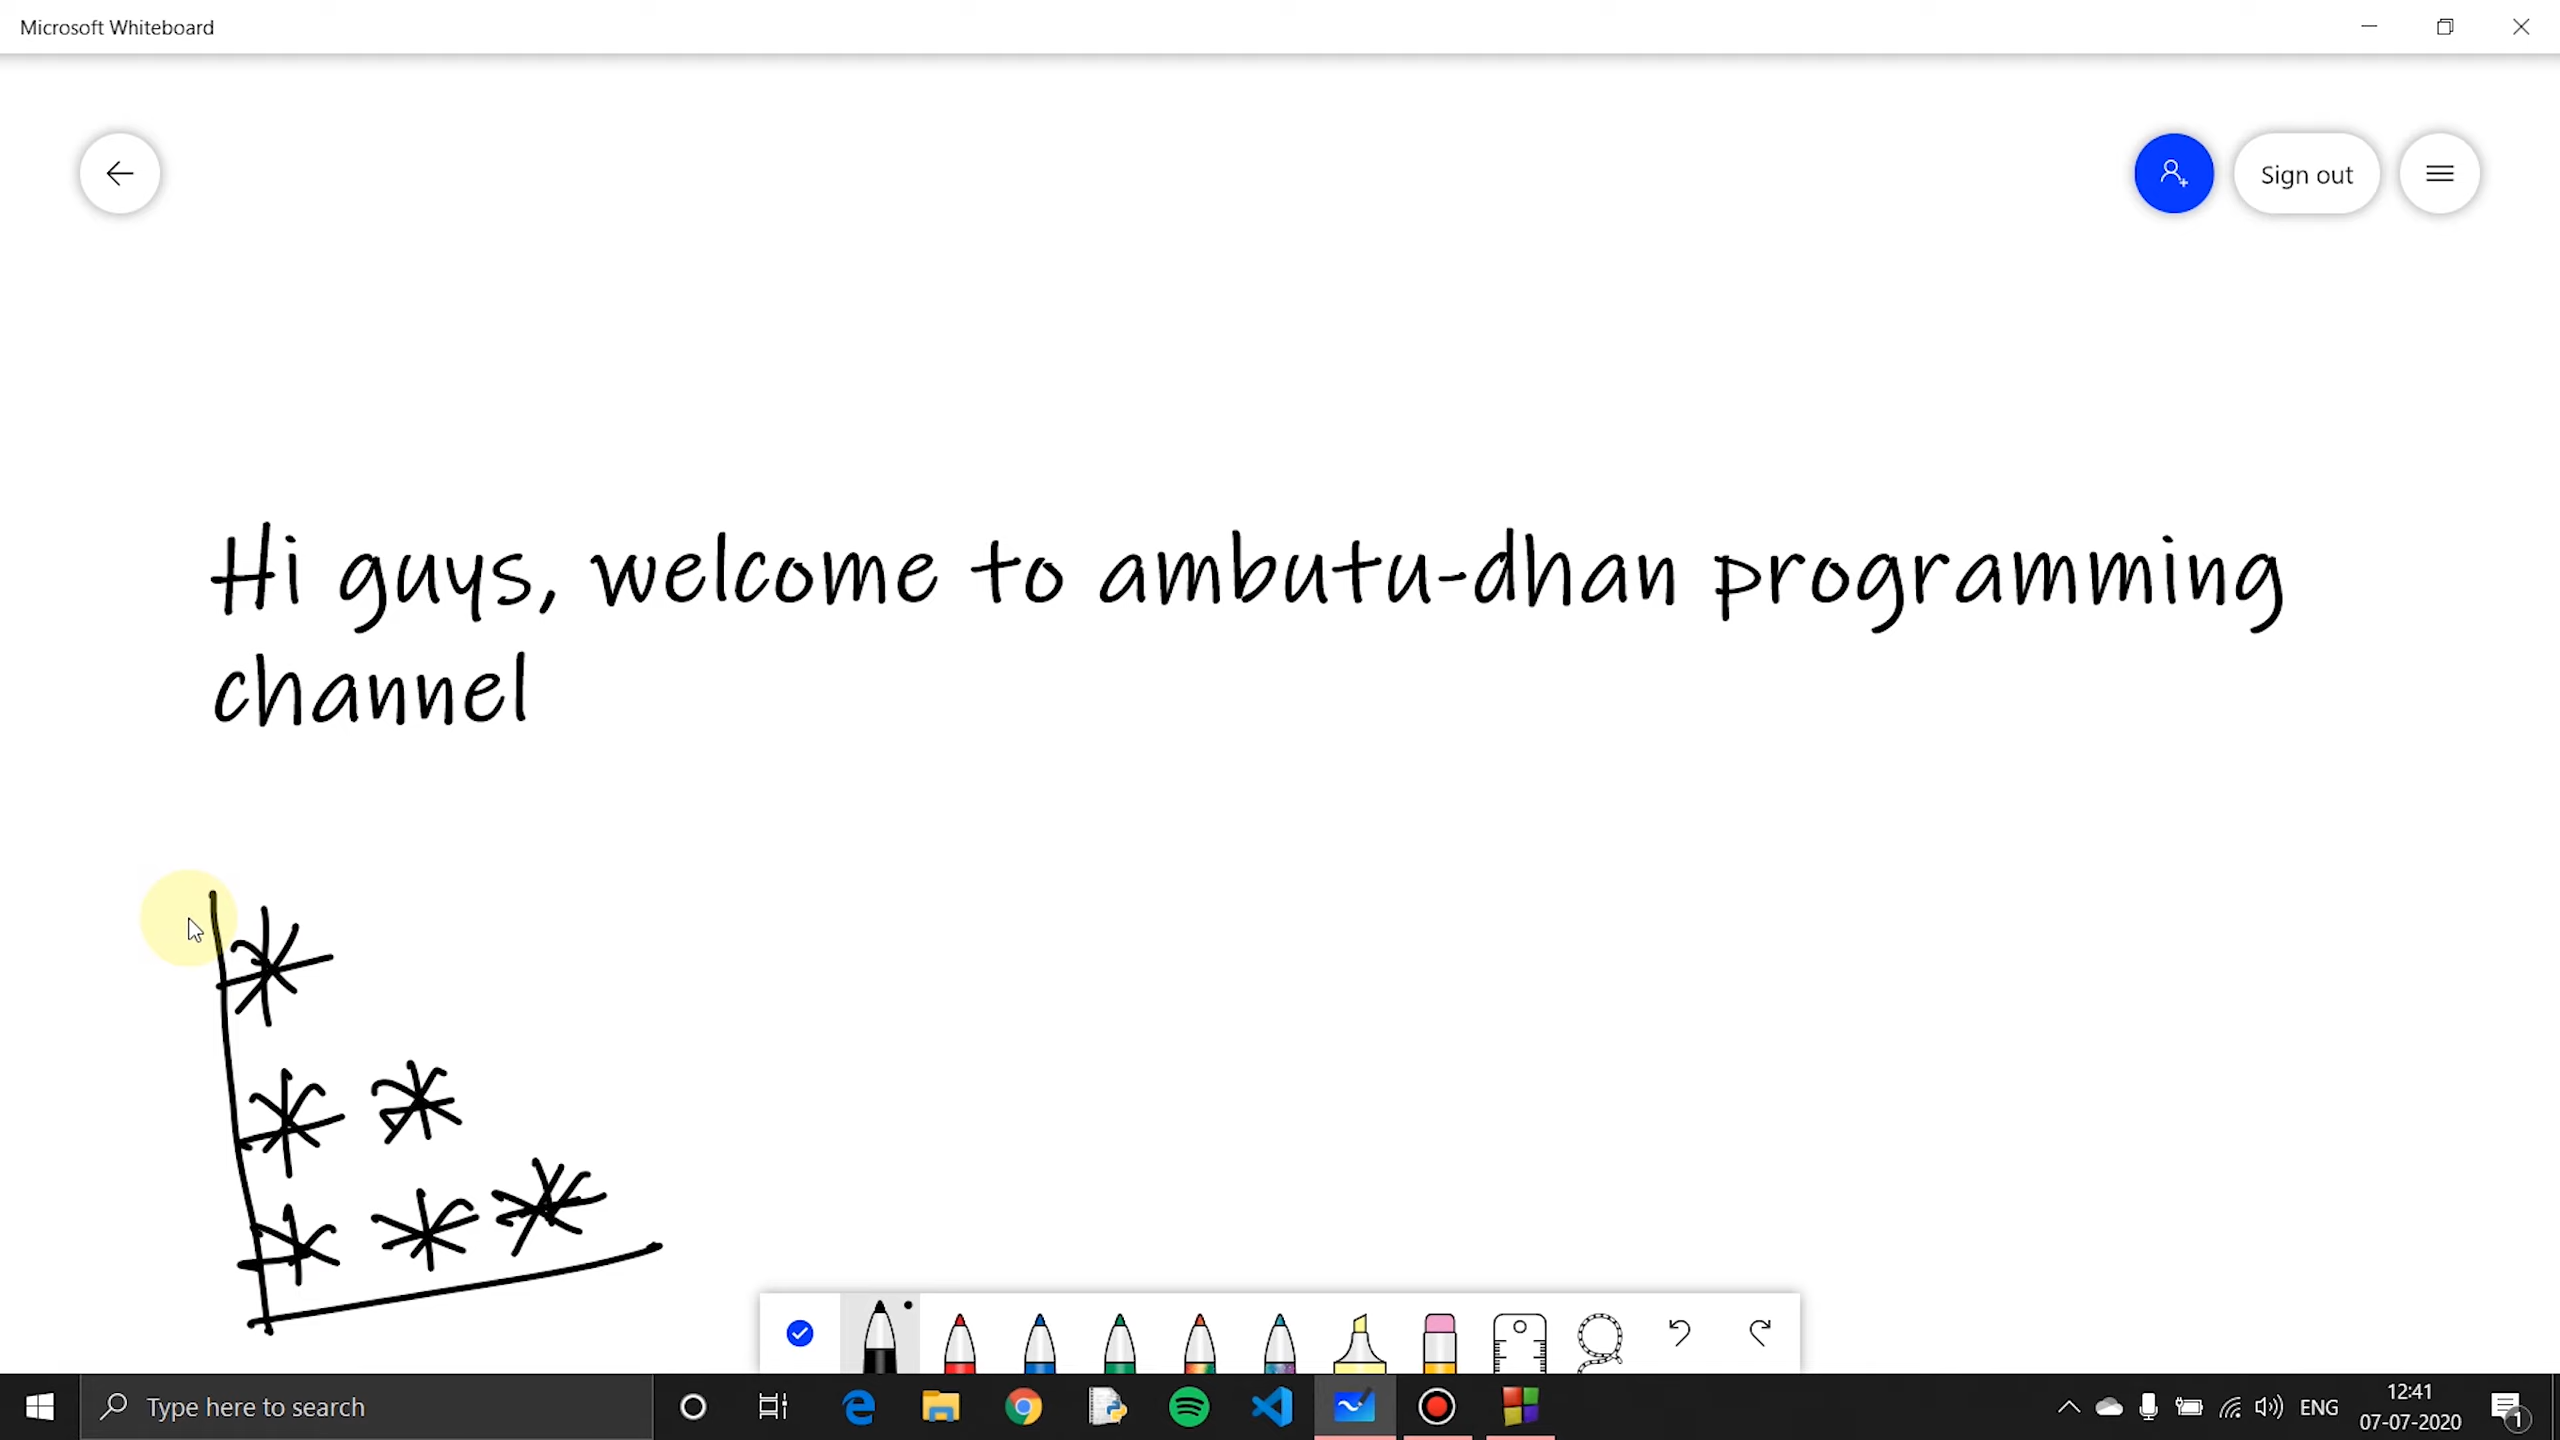 Microsoft Whiteboard
Sign out
Hi guys, welcome to ambutu-dhan programming
channel
*
* *
* * *
Type here to search
ENG
12:41
07-07-2020
1